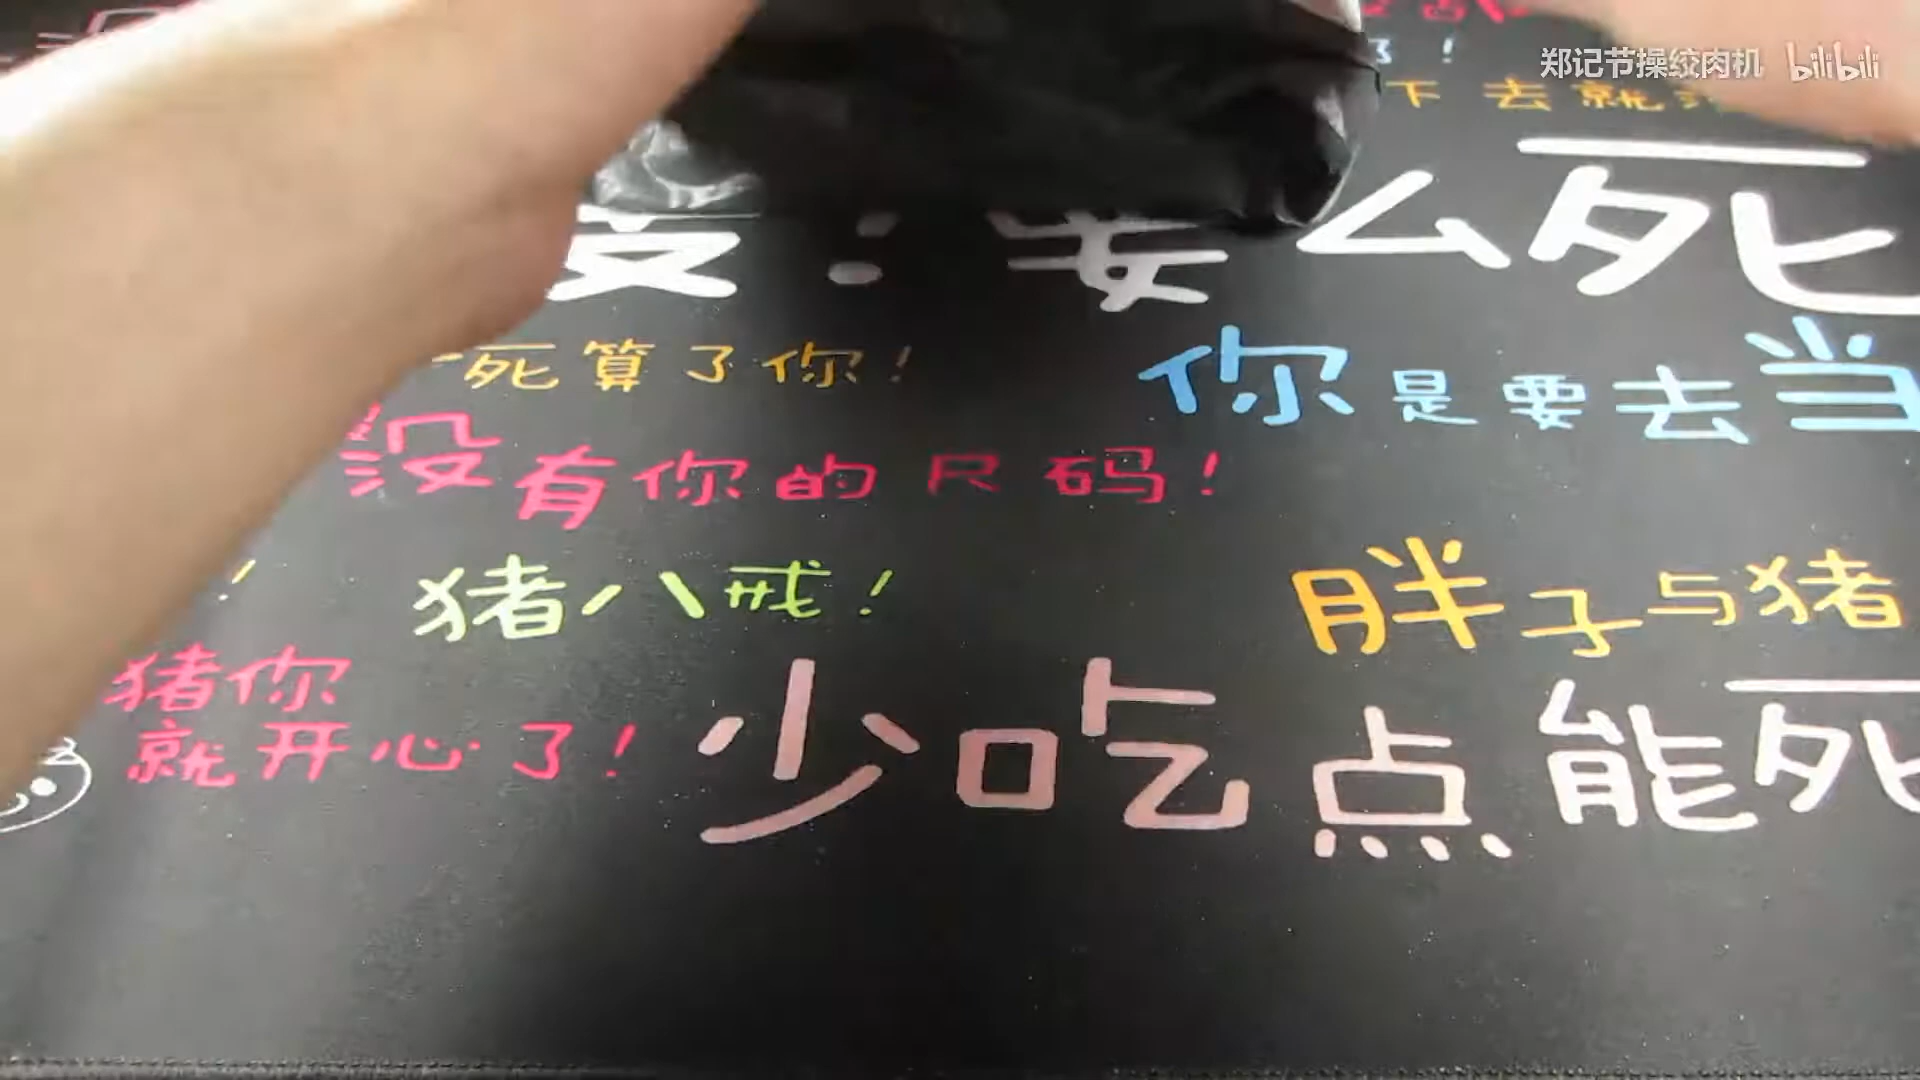 郑记节操绞肉机 bilibili
下去就
要么死
死算了你!
你是要去当
没有你的尺码!
猪八戒!
胖子与猪
猪你
就开心了!
少吃点能死